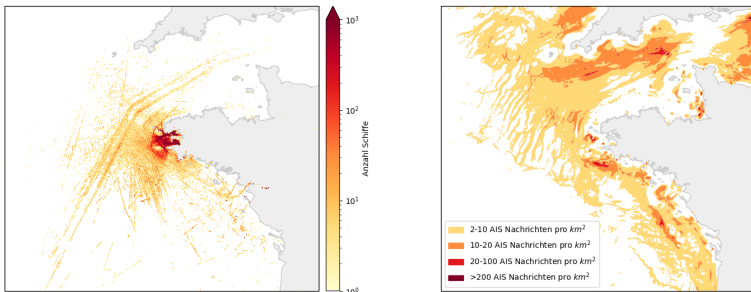 10³
10²
10¹
10⁰
Anzahl Schiffe
2-10 AIS Nachrichten pro km²
10-20 AIS Nachrichten pro km²
20-100 AIS Nachrichten pro km²
>200 AIS Nachrichten pro km²